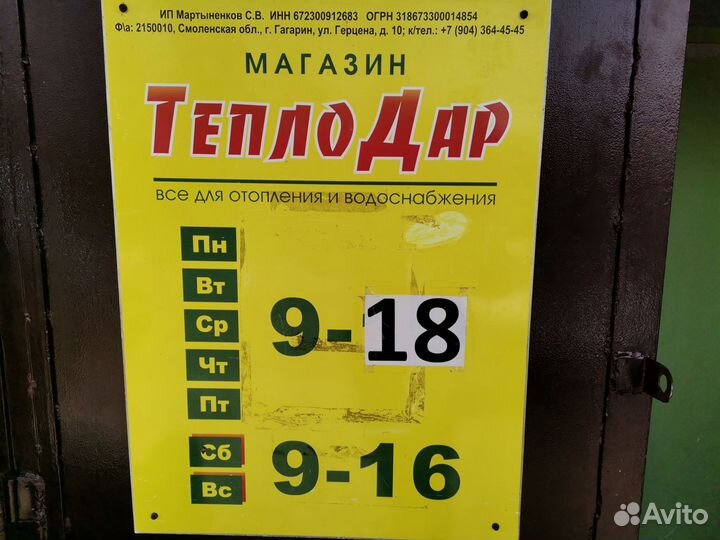 ИП Мартыненков С.В. ИНН 672300912683 ОГРН 318673300014854
Ф\а: 2150010, Смоленская обл., г. Гагарин, ул. Герцена, д. 10; к/тел.: +7 (904) 364-45-45
МАГАЗИН
ТЕПЛОДАР
ВСЕ ДЛЯ ОТОПЛЕНИЯ И ВОДОСНАБЖЕНИЯ
Пн
Вт
Ср
Чт
Пт
9-18
Сб
Вс
9-16
Avito